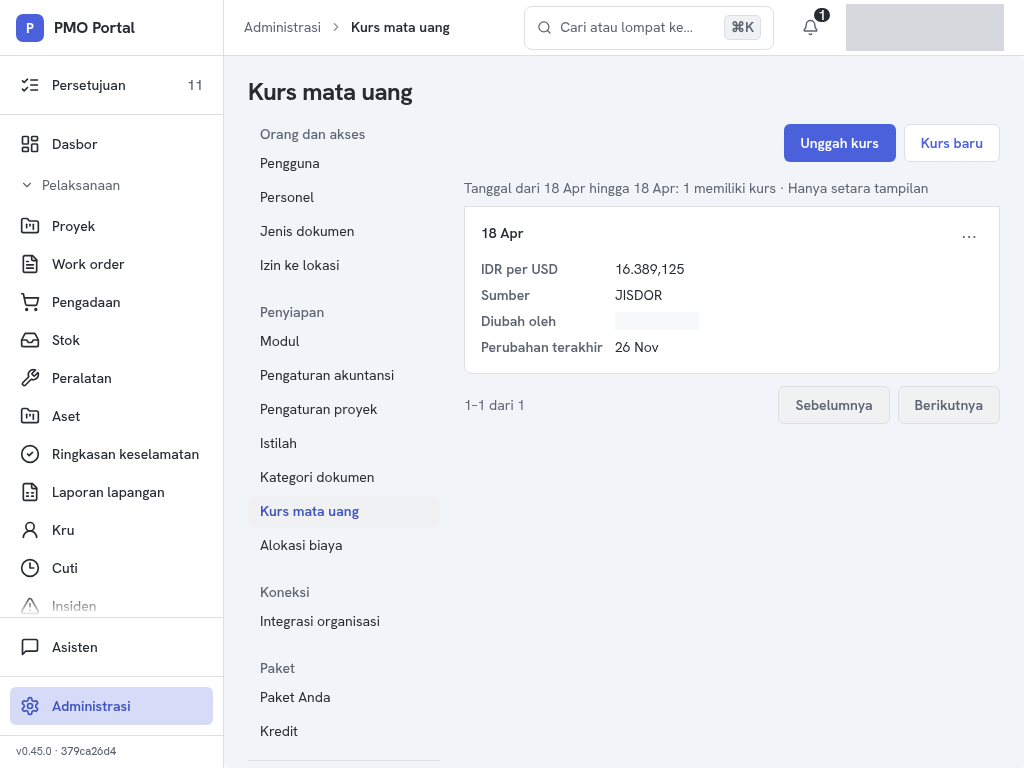 P
PMO Portal
Persetujuan 11
Dasbor
Pelaksanaan
Proyek
Work order
Pengadaan
Stok
Peralatan
Aset
Ringkasan keselamatan
Laporan lapangan
Kru
Cuti
Insiden
Asisten
Administrasi
v0.45.0 · 379ca26d4
Administrasi > Kurs mata uang
Cari atau lompat ke... ⌘K
1
Kurs mata uang
Orang dan akses
Pengguna
Personel
Jenis dokumen
Izin ke lokasi
Penyiapan
Modul
Pengaturan akuntansi
Pengaturan proyek
Istilah
Kategori dokumen
Kurs mata uang
Alokasi biaya
Koneksi
Integrasi organisasi
Paket
Paket Anda
Kredit
Unggah kurs
Kurs baru
Tanggal dari 18 Apr hingga 18 Apr: 1 memiliki kurs · Hanya setara tampilan
18 Apr ...
IDR per USD 16.389,125
Sumber JISDOR
Diubah oleh
Perubahan terakhir 26 Nov
1–1 dari 1
Sebelumnya
Berikutnya